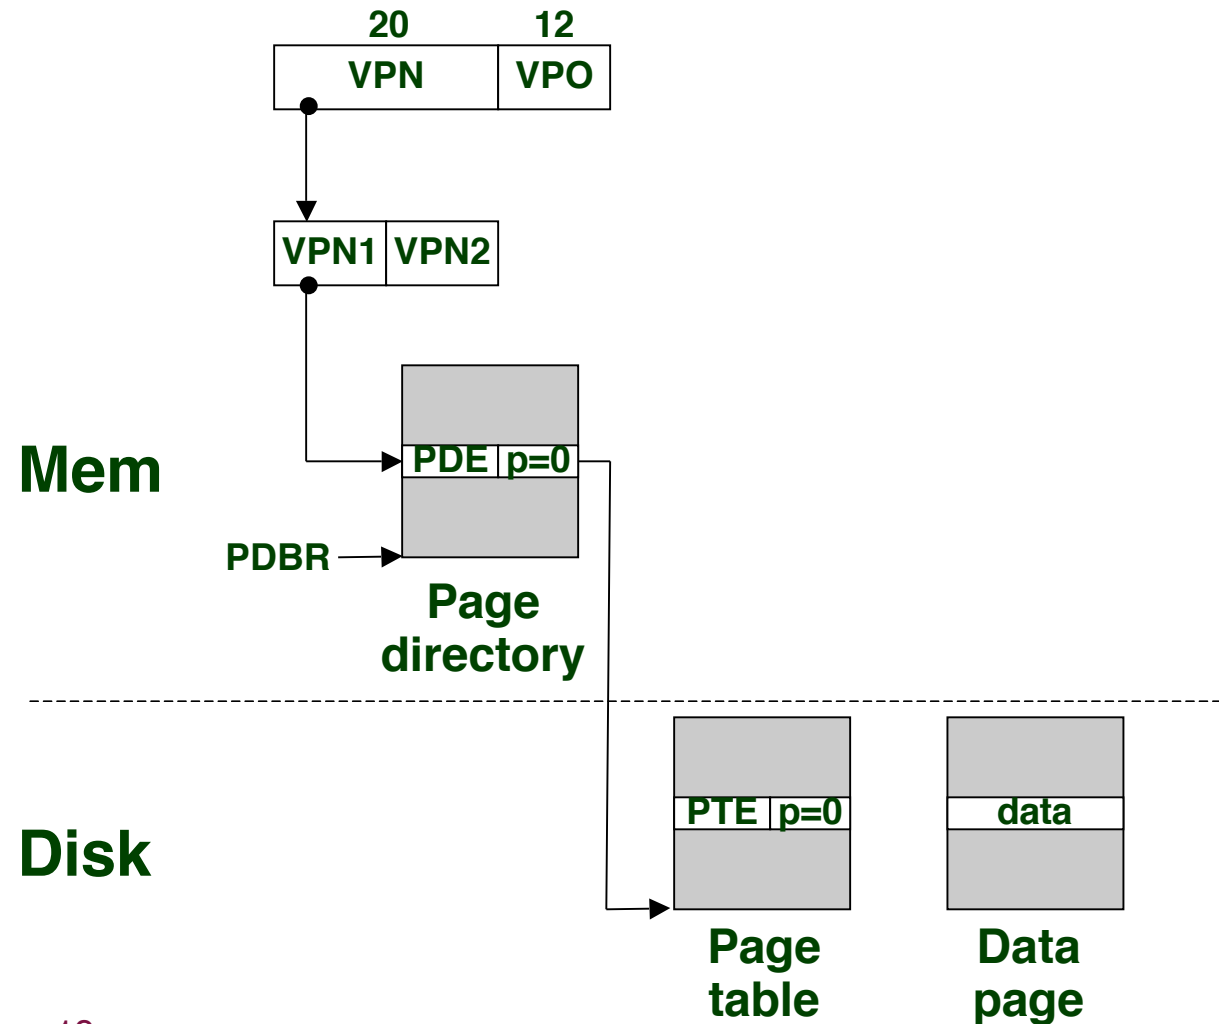 20 12
VPN VPO
VPN1 VPN2
Mem
PDE p=0
PDBR
Page
directory
Disk
PTE p=0 data
Page Data
table page